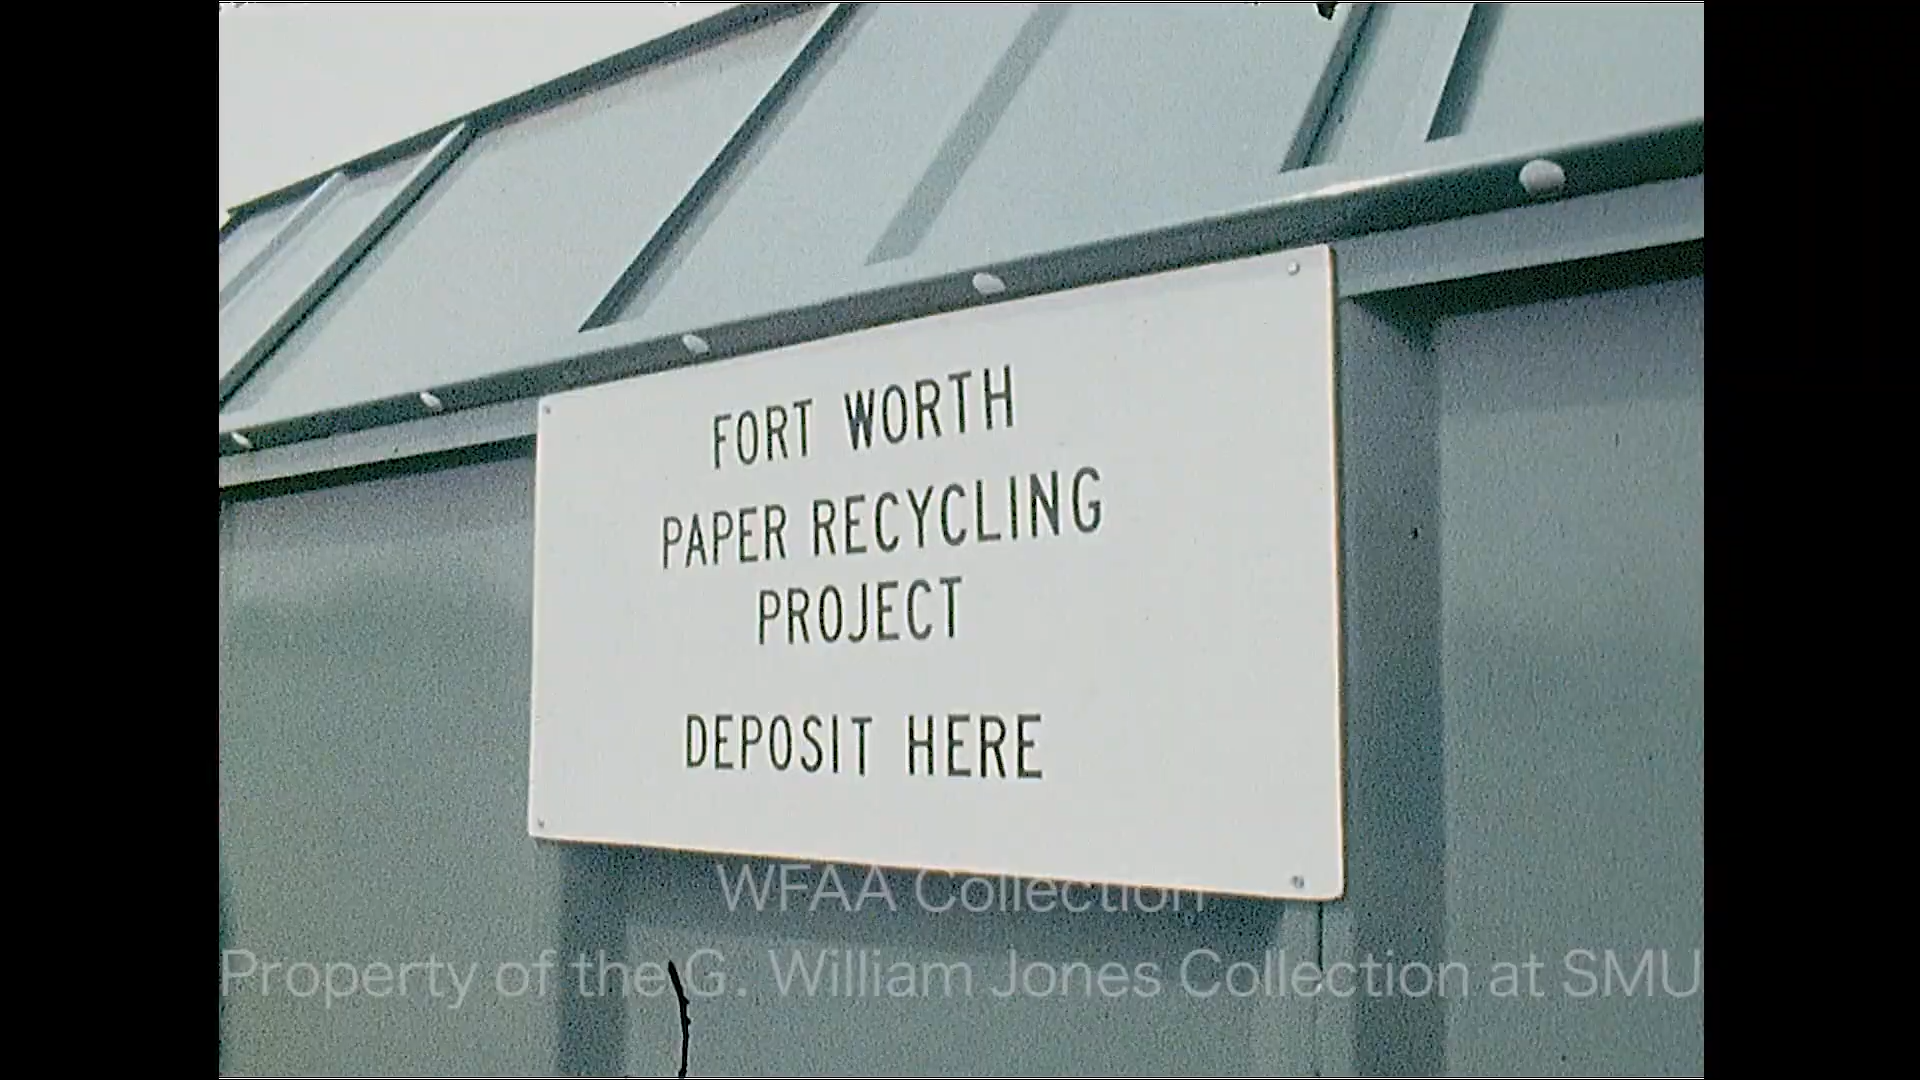 FORT WORTH
PAPER RECYCLING
PROJECT
DEPOSIT HERE
WFAA Collection
Property of the G. William Jones Collection at SMU